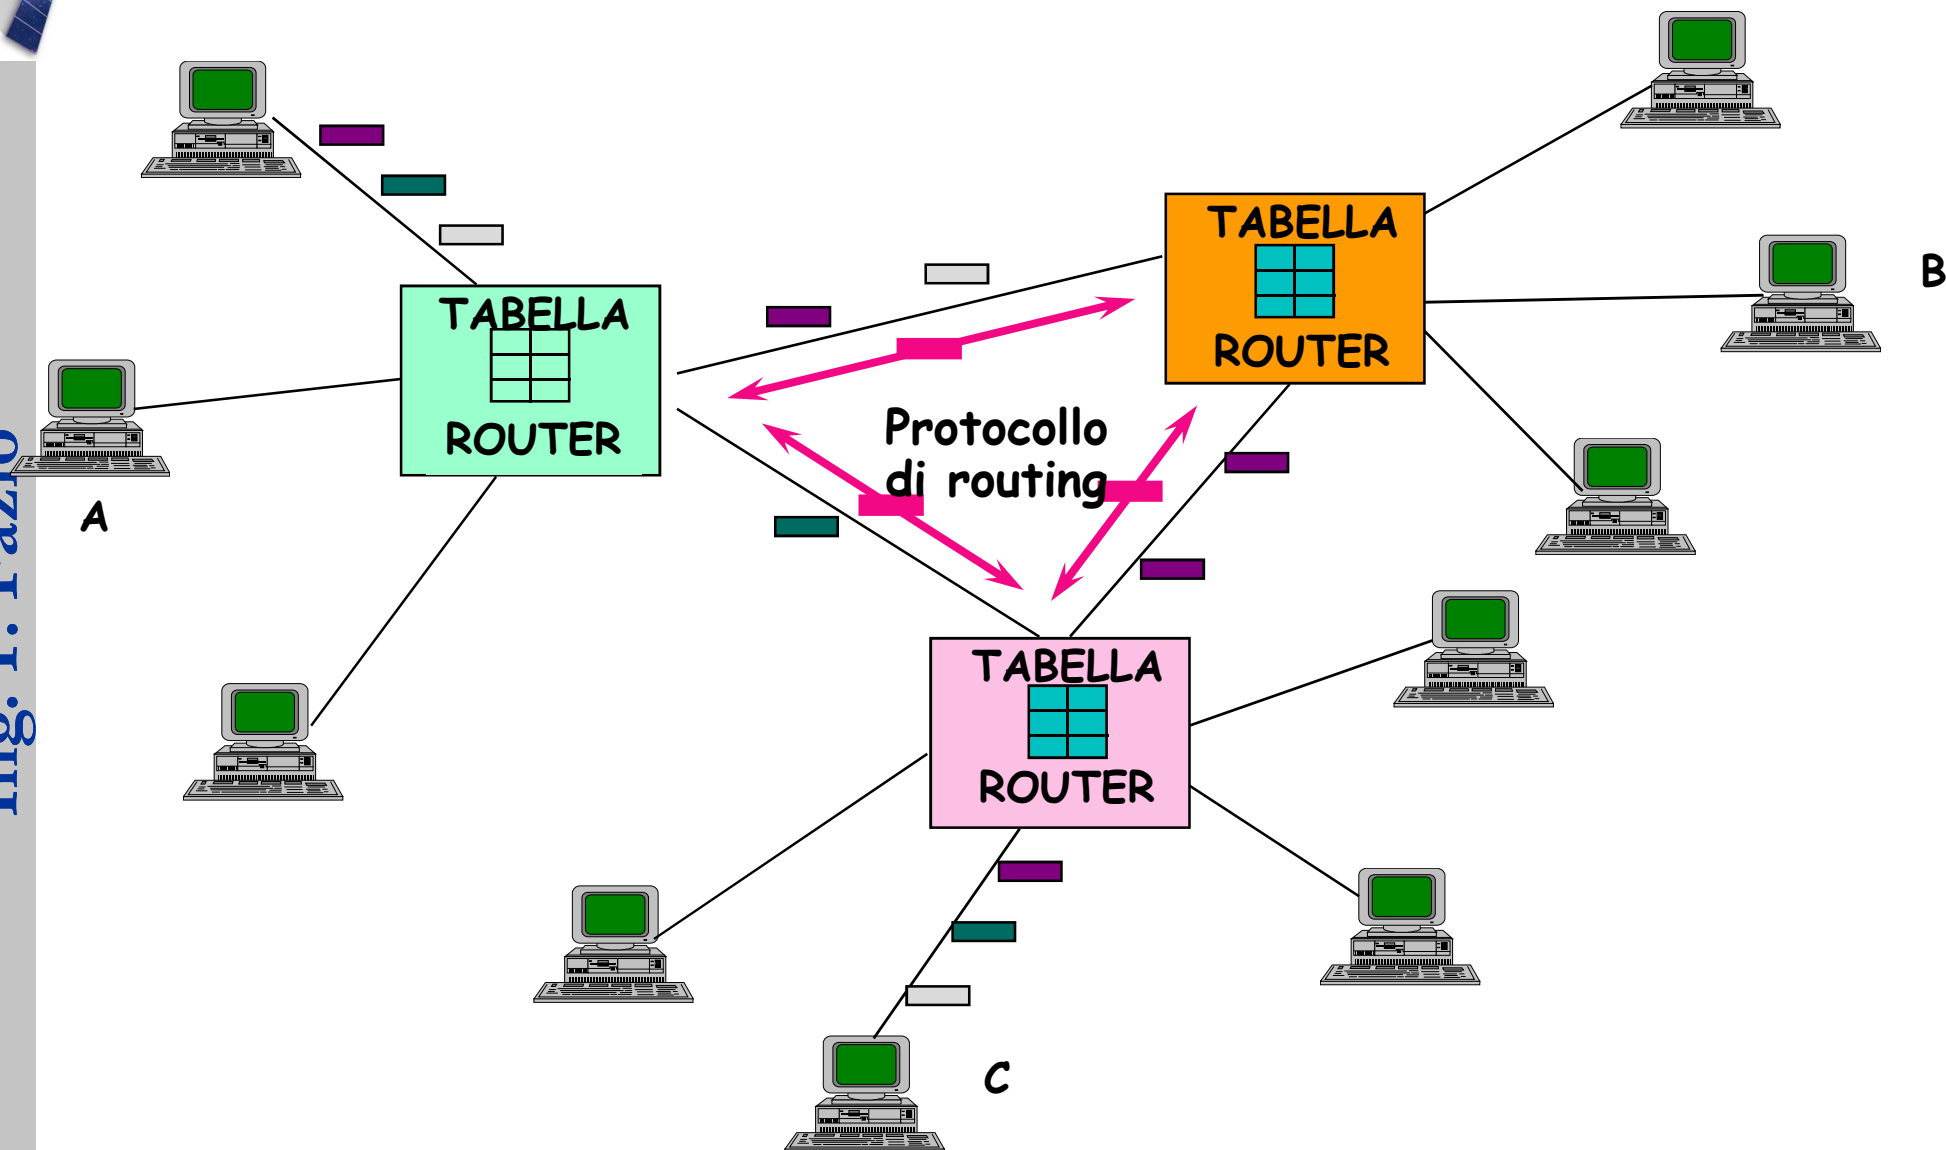 TABELLA
ROUTER
TABELLA
ROUTER
B
Protocollo
di routing
A
TABELLA
ROUTER
C